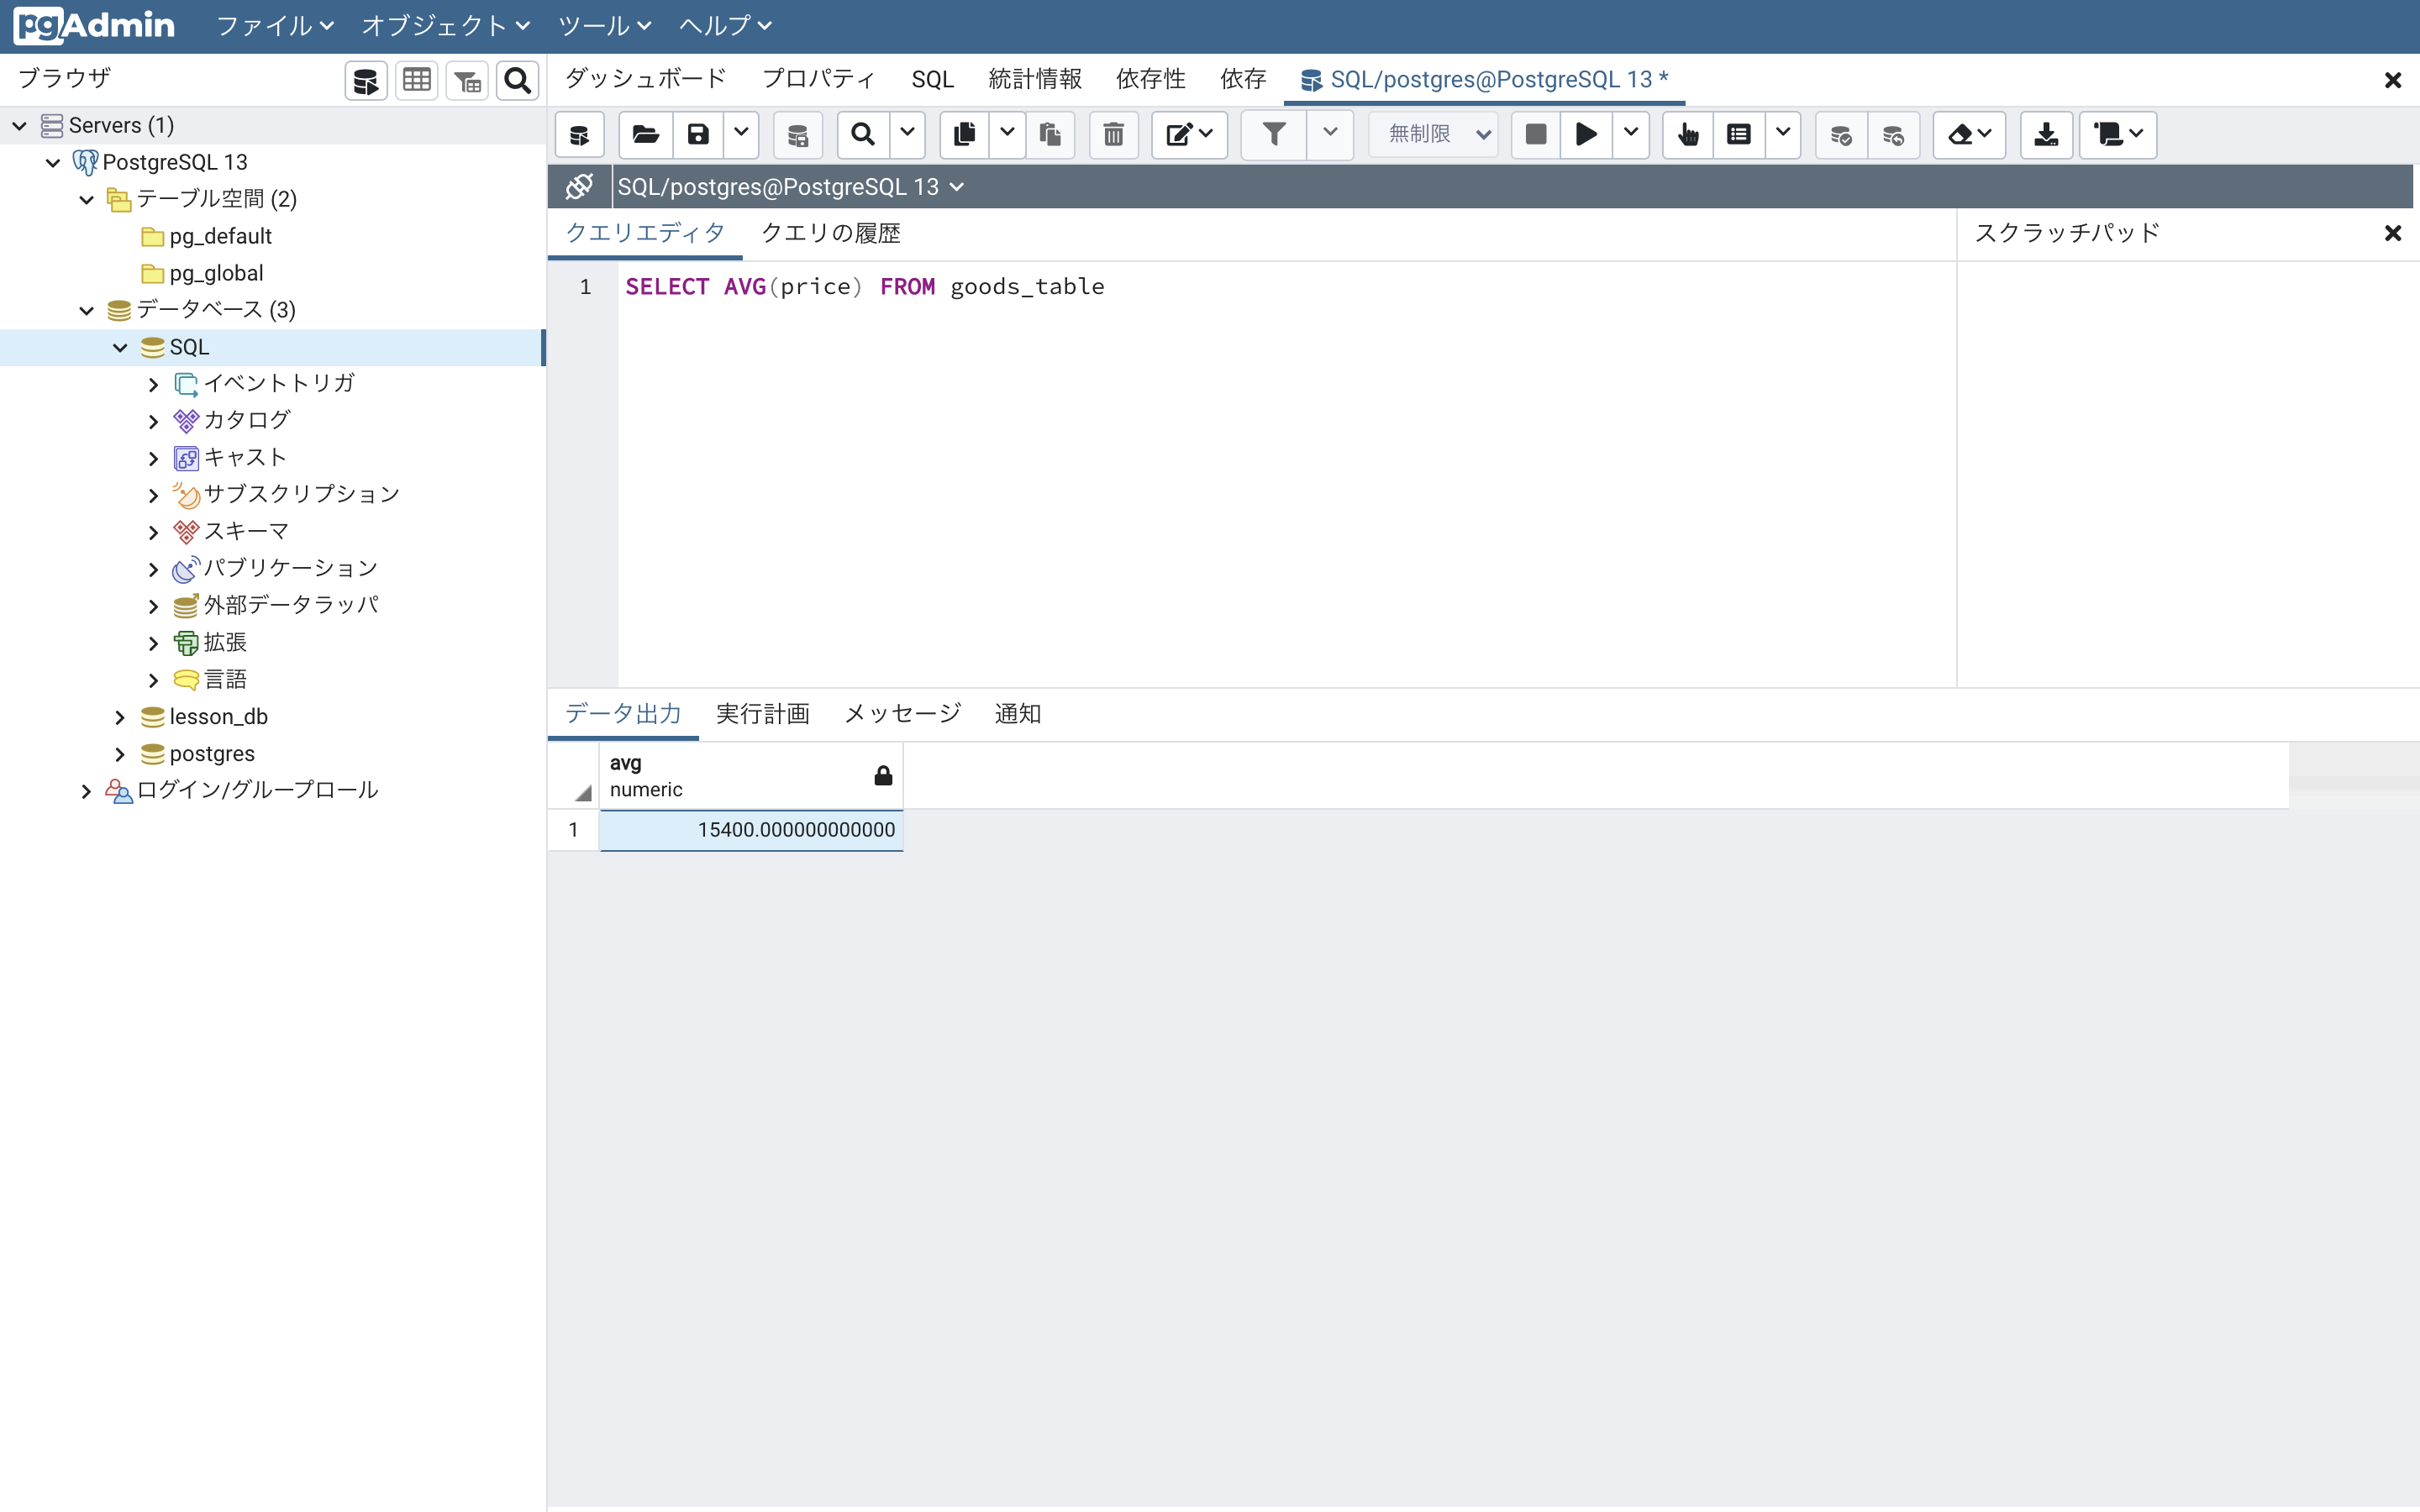 pgAdmin ファイル オブジェクト ツール ヘルプ
ブラウザ
ダッシュボード プロパティ SQL 統計情報 依存性 依存 SQL/postgres@PostgreSQL 13 *
Servers (1)
PostgreSQL 13
テーブル空間 (2)
pg_default
pg_global
データベース (3)
SQL
イベントトリガ
カタログ
キャスト
サブスクリプション
スキーマ
パブリケーション
外部データラッパ
拡張
言語
lesson_db
postgres
ログイン/グループロール
無制限
SQL/postgres@PostgreSQL 13
クエリエディタ クエリの履歴
スクラッチパッド
1 SELECT AVG(price) FROM goods_table
データ出力 実行計画 メッセージ 通知
avg
numeric
1 15400.000000000000